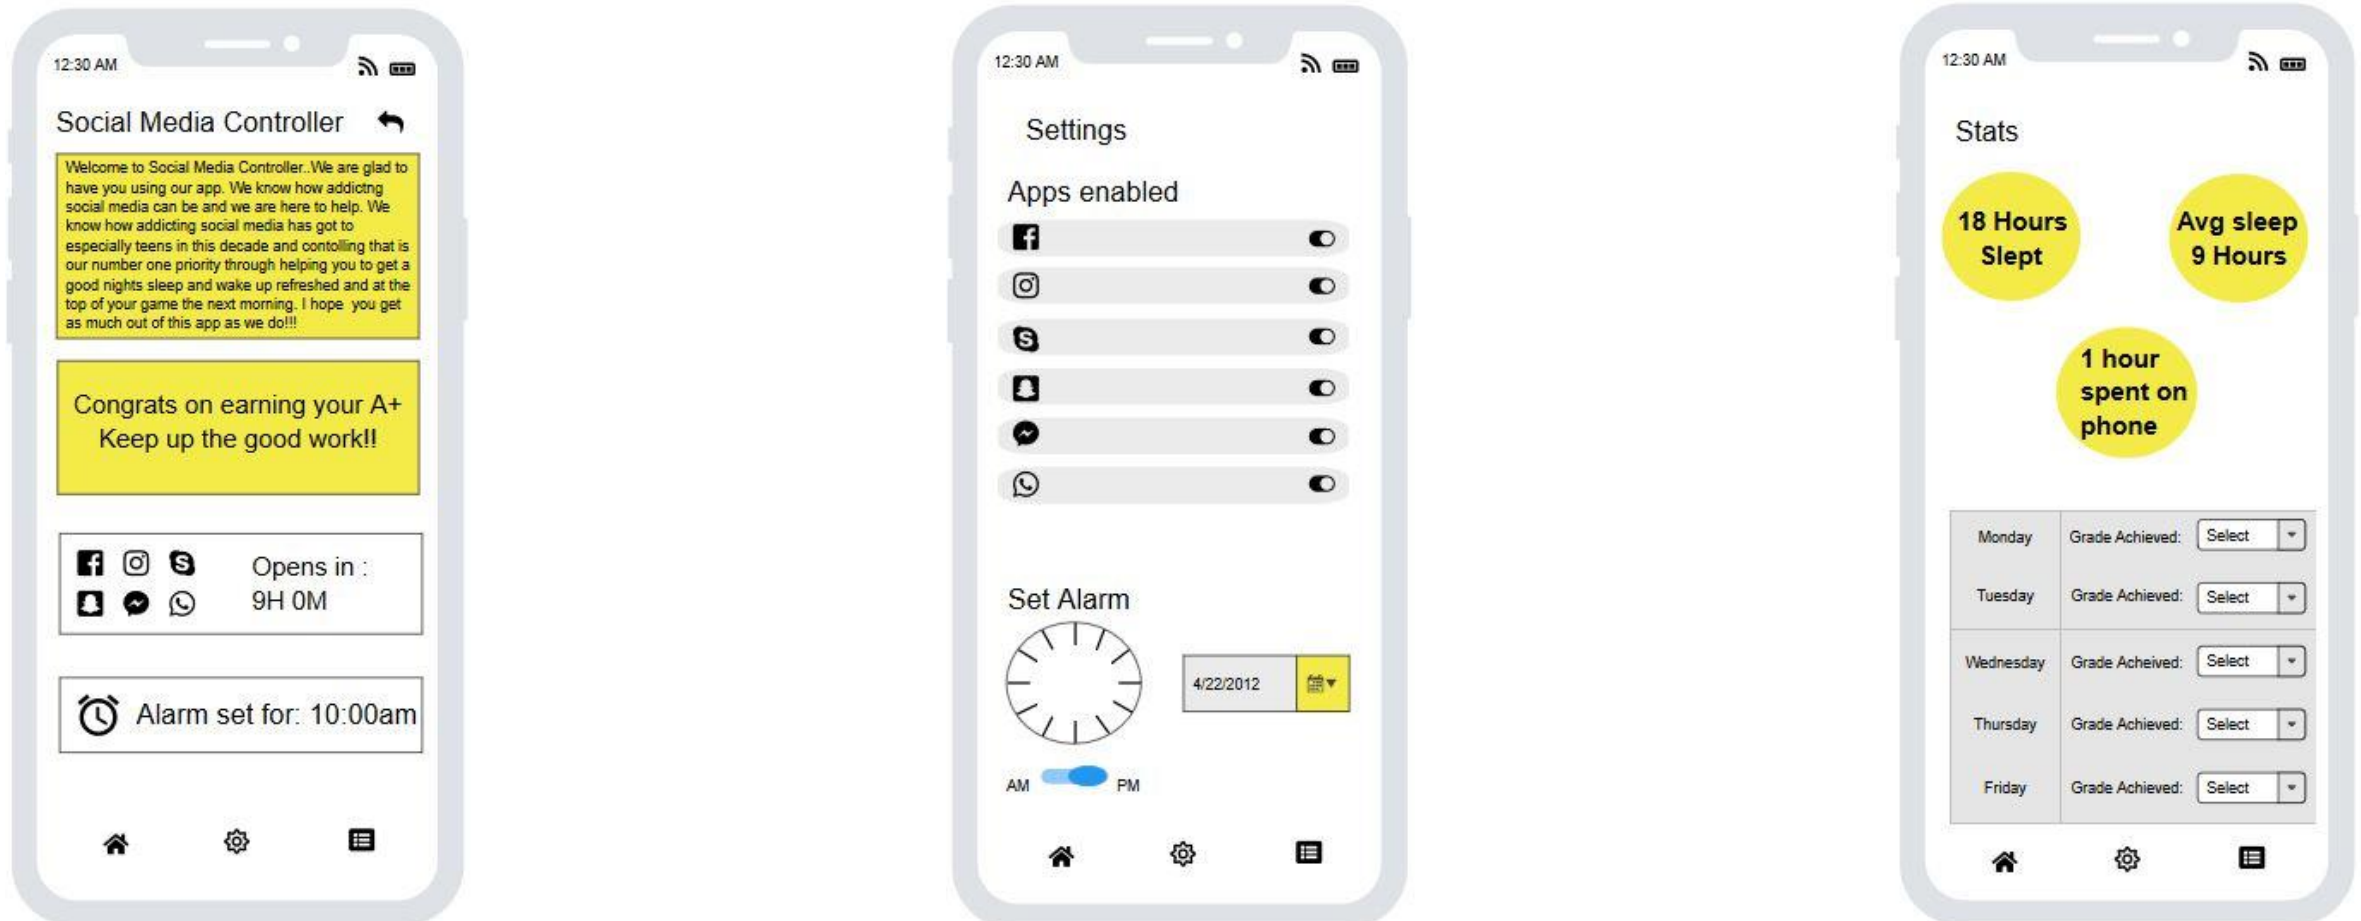 12:30 AM
Social Media Controller
Welcome to Social Media Controller..We are glad to
have you using our app. We know how addictng
social media can be and we are here to help. We
know how addicting social media has got to
especially teens in this decade and contolling that is
our number one priority through helping you to get a
good nights sleep and wake up refreshed and at the
top of your game the next morning. I hope you get
as much out of this app as we do!!!
Congrats on earning your A+
Keep up the good work!!
Opens in :
9H 0M
Alarm set for: 10:00am
12:30 AM
Settings
Apps enabled
Set Alarm
4/22/2012
AM PM
12:30 AM
Stats
18 Hours
Slept
Avg sleep
9 Hours
1 hour
spent on
phone
Monday Grade Achieved: Select
Tuesday Grade Achieved: Select
Wednesday Grade Acheived: Select
Thursday Grade Achieved: Select
Friday Grade Achieved: Select